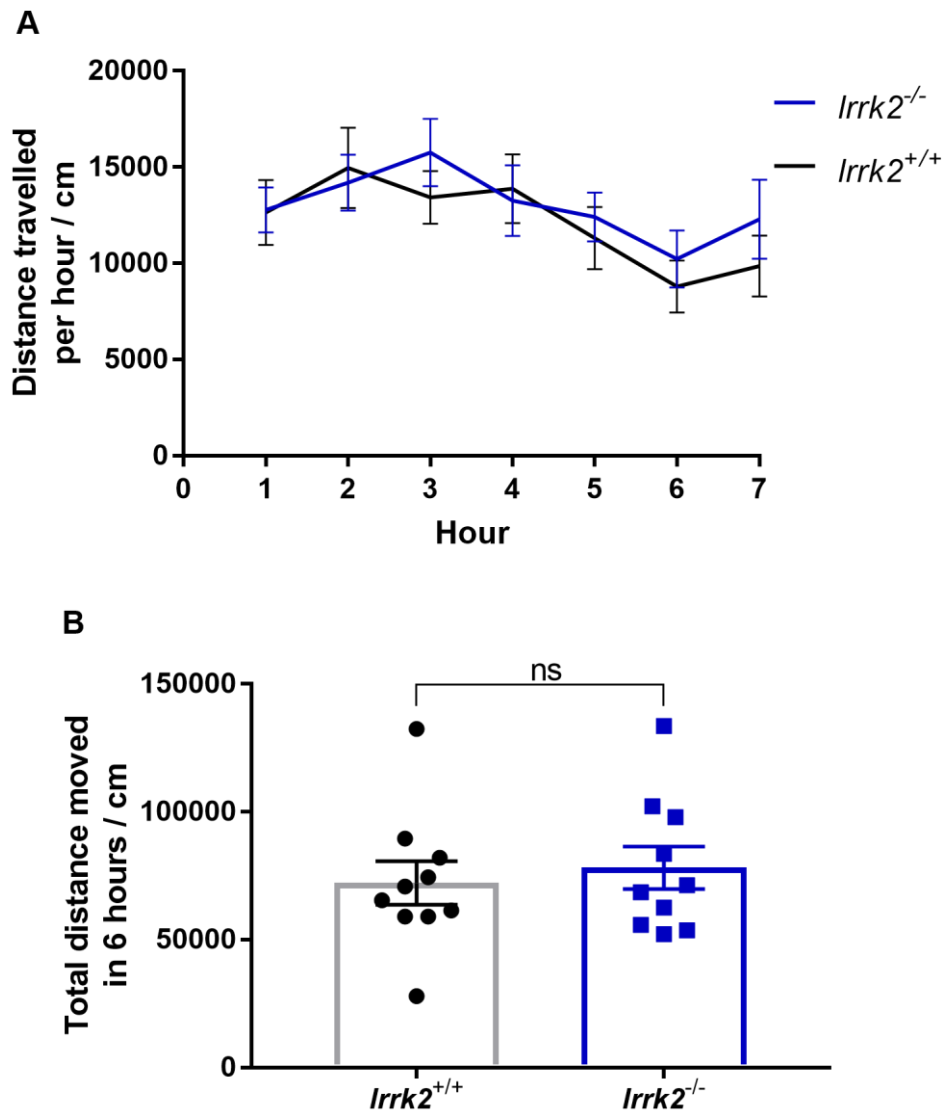 A
20000
15000
10000
5000
0
Distance travelled
per hour / cm
0 1 2 3 4 5 6 7
Hour
lrrk2-/-
lrrk2+/+
B
ns
150000
100000
50000
0
Total distance moved
in 6 hours / cm
lrrk2+/+ lrrk2-/-